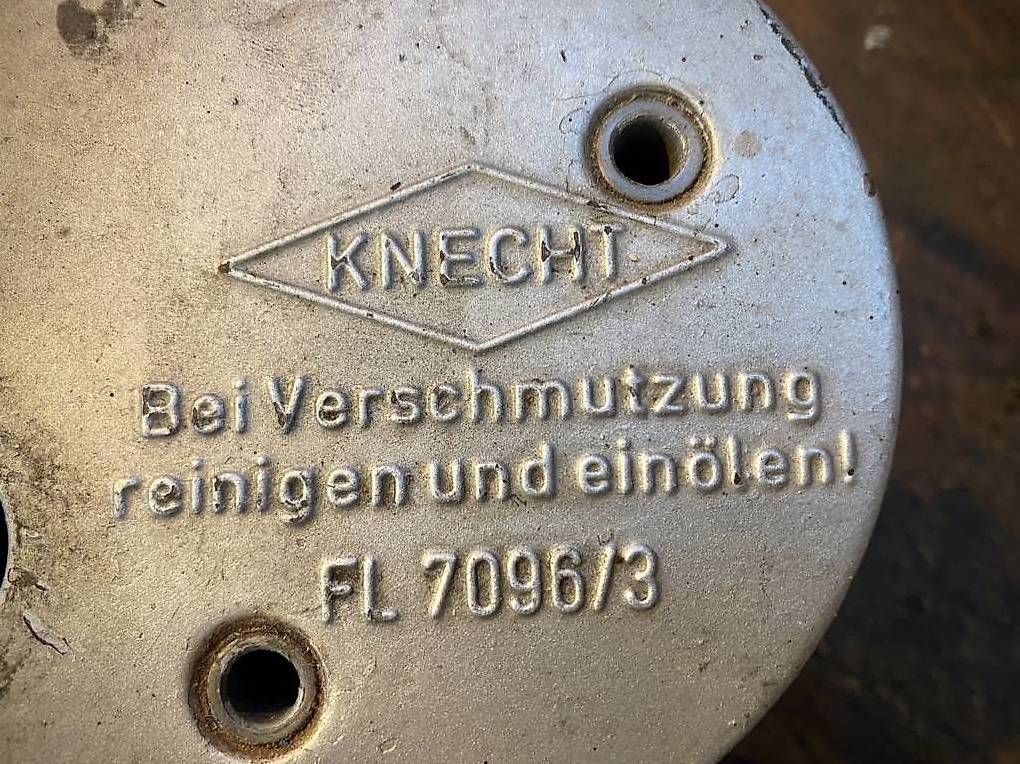 KNECHT
Bei Verschmutzung
reinigen und einölen!
FL 7096/3